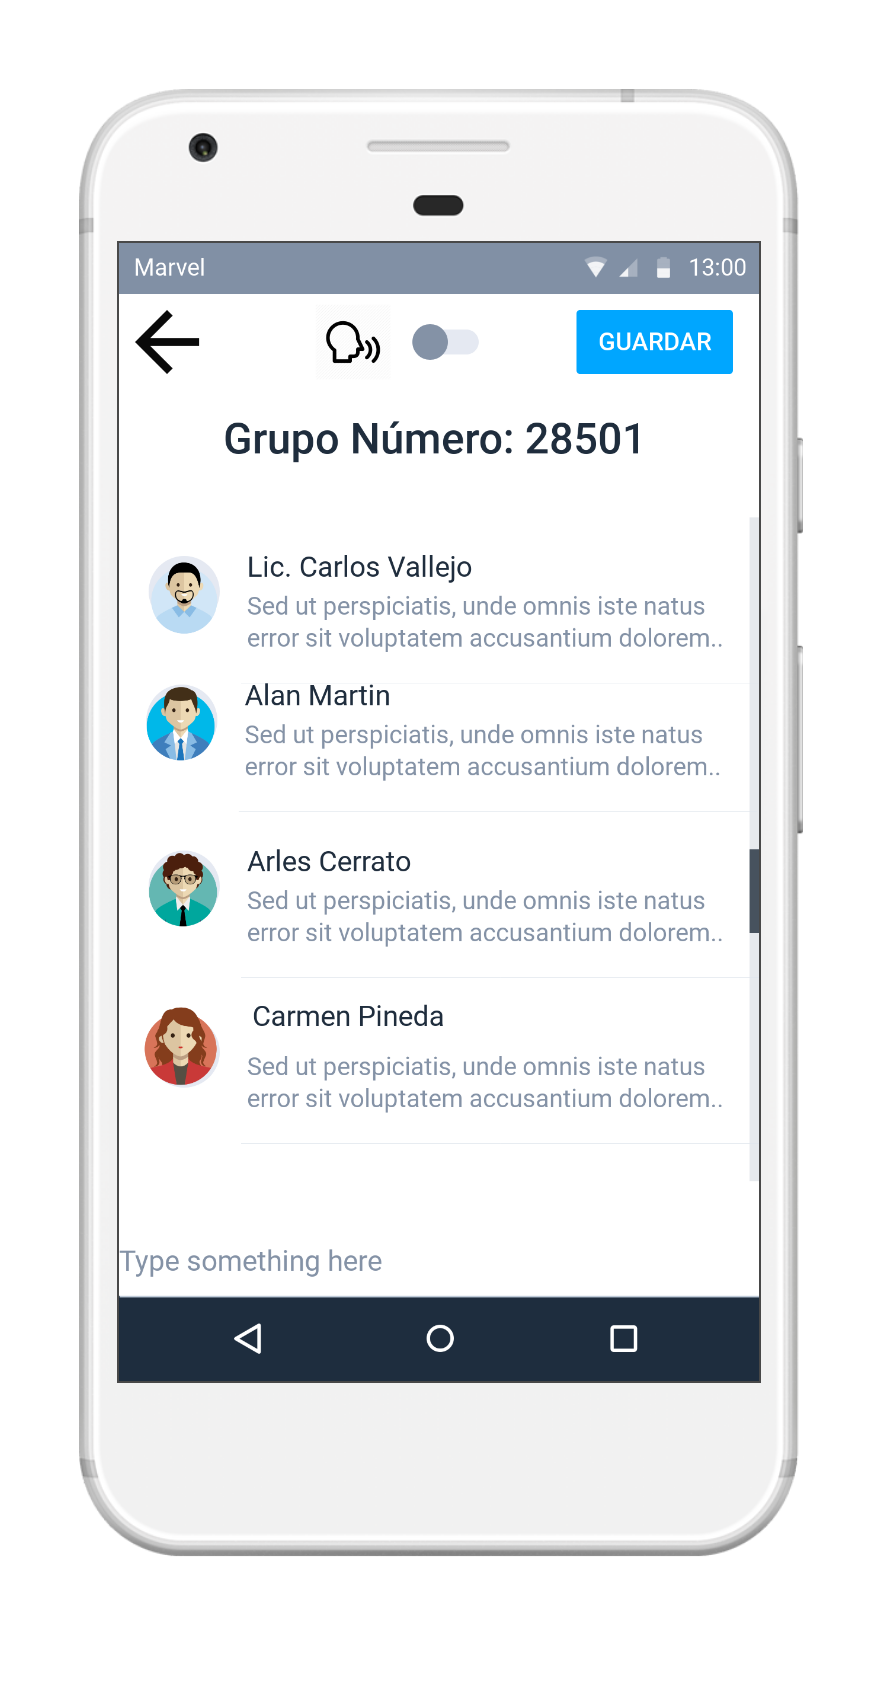 Marvel
13:00
GUARDAR
Grupo Número: 28501
Lic. Carlos Vallejo
Sed ut perspiciatis, unde omnis iste natus
error sit voluptatem accusantium dolorem..
Alan Martin
Sed ut perspiciatis, unde omnis iste natus
error sit voluptatem accusantium dolorem..
Arles Cerrato
Sed ut perspiciatis, unde omnis iste natus
error sit voluptatem accusantium dolorem..
Carmen Pineda
Sed ut perspiciatis, unde omnis iste natus
error sit voluptatem accusantium dolorem..
Type something here